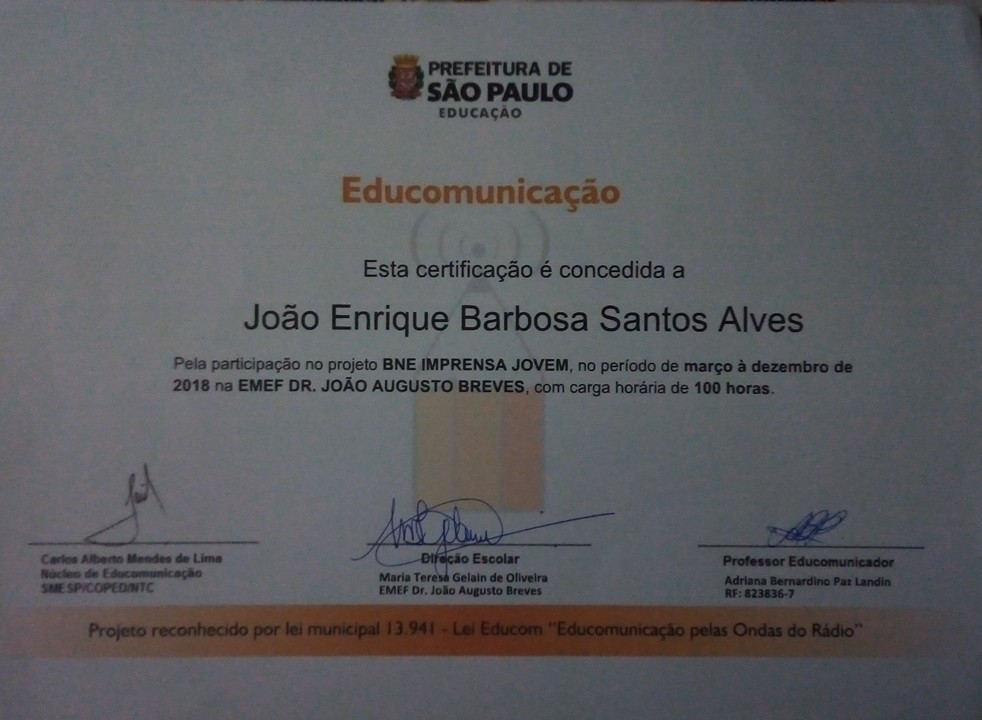 PREFEITURA DE
SÃO PAULO
EDUCAÇÃO
Educomunicação
Esta certificação é concedida a
João Enrique Barbosa Santos Alves
Pela participação no projeto BNE IMPRENSA JOVEM, no período de março à dezembro de
2018 na EMEF DR. JOÃO AUGUSTO BREVES, com carga horária de 100 horas.
Carlos Alberto Mendes de Lima
Núcleo de Educomunicação
SME SP/COPED/NTC
Direção Escolar
Maria Teresa Gelain de Oliveira
EMEF Dr. João Augusto Breves
Professor Educomunicador
Adriana Bernardino Paz Landin
RF: 823836-7
Projeto reconhecido por lei municipal 13.941 - Lei Educom "Educomunicação pelas Ondas do Rádio"